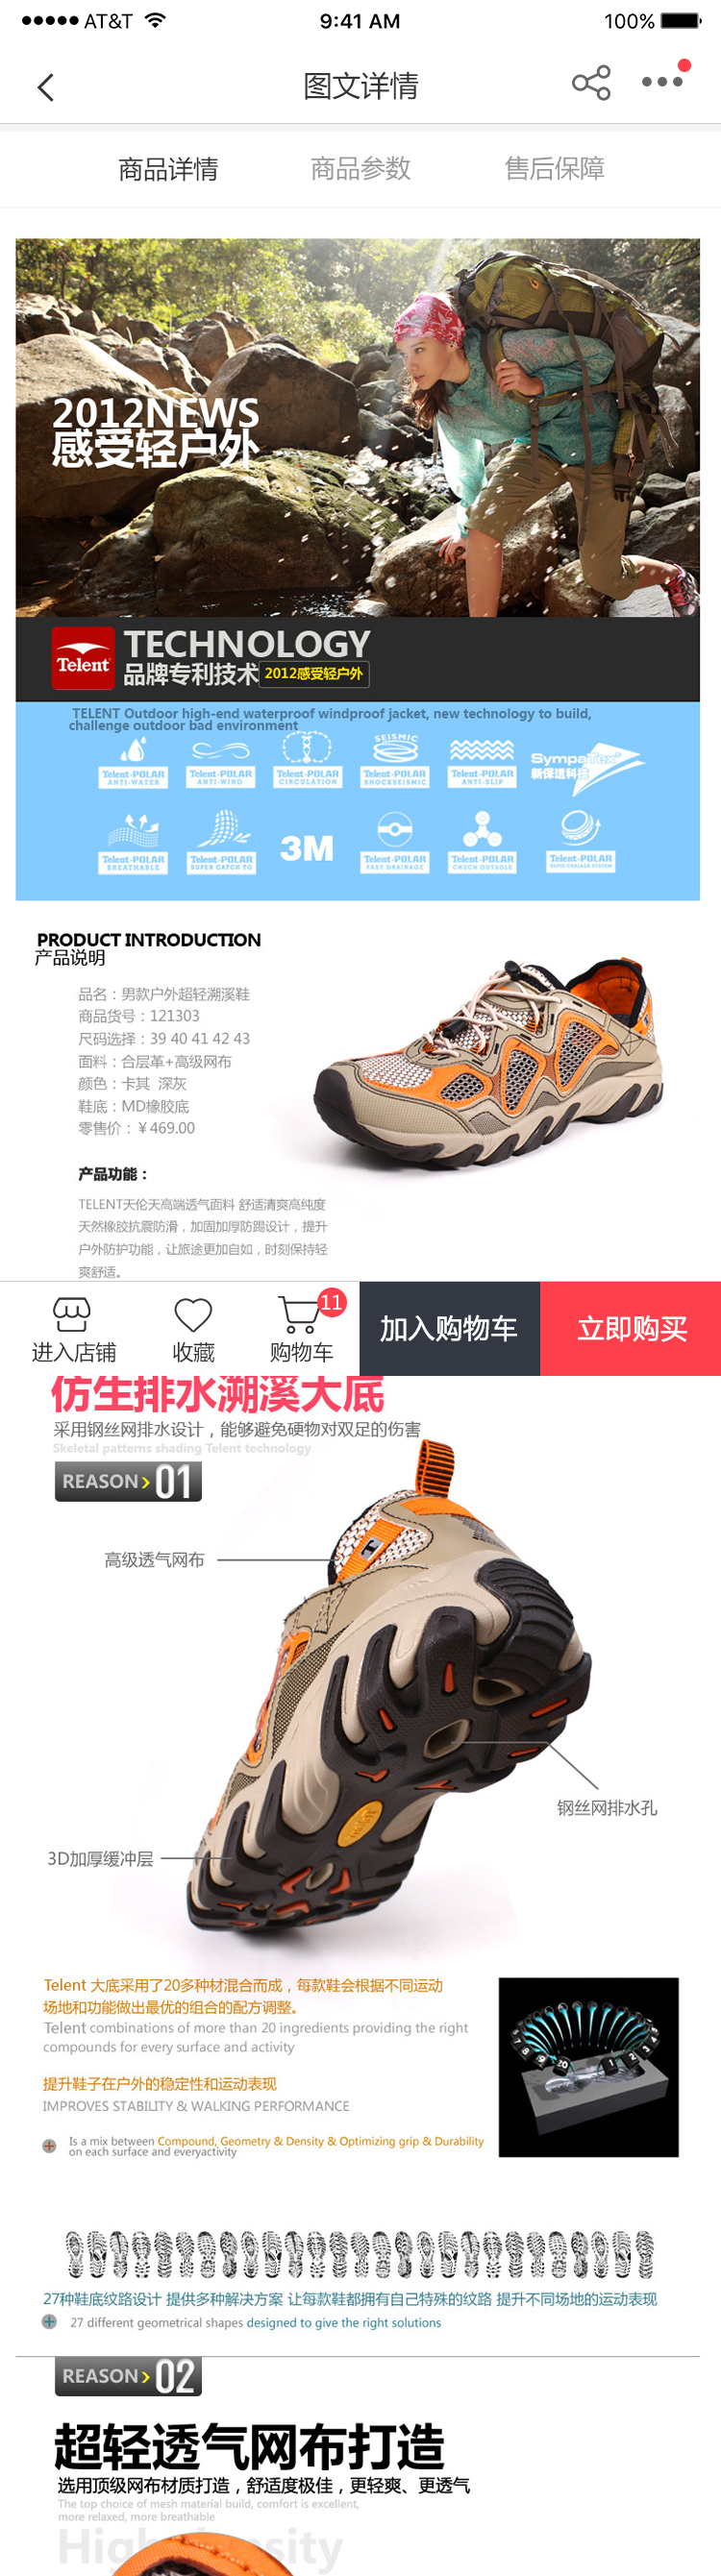 AT&T
9:41 AM
100%
图文详情
商品详情
商品参数
售后保障
2012NEWS
感受轻户外
Telent
TECHNOLOGY
品牌专利技术
2012感受轻户外
TELENT Outdoor high-end waterproof windproof jacket, new technology to build,
challenge outdoor bad environment
Telent-POLAR
ANTI-WATER
Telent-POLAR
ANTI-WIND
Telent-POLAR
CIRCULATION
SEISMIC
Telent-POLAR
SHOCKSEISMIC
Telent-POLAR
ANTI-SLIP
SympaTex
新保适科技
Telent-POLAR
BREATHABLE
Telent-POLAR
SUPER CATCH TO
3M
Telent-POLAR
FAST DRAINAGE
Telent-POLAR
CHUCH OUTSOLE
Telent-POLAR
PRODUCT INTRODUCTION
产品说明
品名：男款户外超轻溯溪鞋
商品货号：121303
尺码选择：39 40 41 42 43
面料：合层革+高级网布
颜色：卡其 深灰
鞋底：MD橡胶底
零售价：￥469.00
产品功能：
TELENT天伦天高端透气面料 舒适清爽高纯度
天然橡胶抗震防滑，加固加厚防踢设计，提升
户外防护功能，让旅途更加自如，时刻保持轻
爽舒适。
进入店铺
收藏
11
购物车
加入购物车
立即购买
仿生排水溯溪大底
采用钢丝网排水设计，能够避免硬物对双足的伤害
Skeletal patterns shading Telent technology
REASON 01
高级透气网布
钢丝网排水孔
3D加厚缓冲层
Telent 大底采用了20多种材混合而成，每款鞋会根据不同运动
场地和功能做出最优的组合的配方调整。
Telent combinations of more than 20 ingredients providing the right
compounds for every surface and activity
提升鞋子在户外的稳定性和运动表现
IMPROVES STABILITY & WALKING PERFORMANCE
Is a mix between Compound, Geometry & Density & Optimizing grip & Durability
on each surface and everyactivity
27种鞋底纹路设计 提供多种解决方案 让每款鞋都拥有自己特殊的纹路 提升不同场地的运动表现
27 different geometrical shapes designed to give the right solutions
REASON 02
超轻透气网布打造
选用顶级网布材质打造，舒适度极佳，更轻爽、更透气
The top choice of mesh material build, comfort is excellent,
more relaxed, more breathable
High density